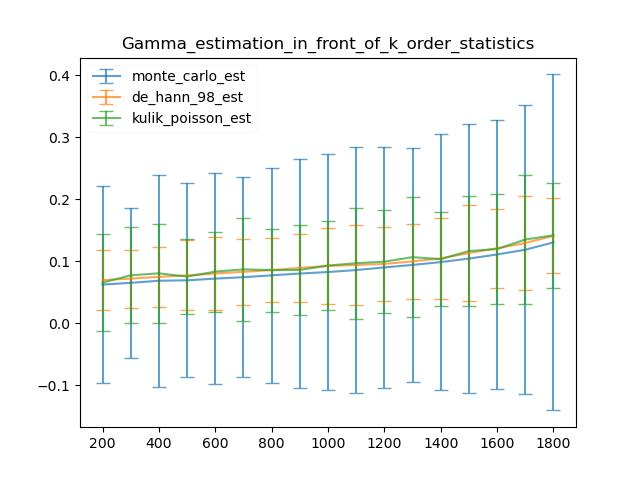 Gamma_estimation_in_front_of_k_order_statistics
monte_carlo_est
de_hann_98_est
kulik_poisson_est
0.4
0.3
0.2
0.1
0.0
−0.1
200 400 600 800 1000 1200 1400 1600 1800